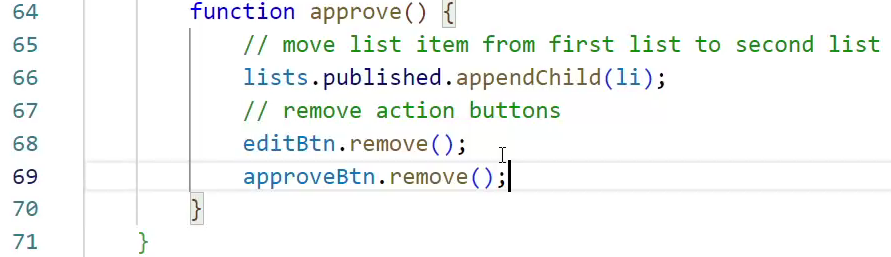 64 function approve() {
65 // move list item from first list to second list
66 lists.published.appendChild(li);
67 // remove action buttons
68 editBtn.remove();
69 approveBtn.remove();
70 }
71 }